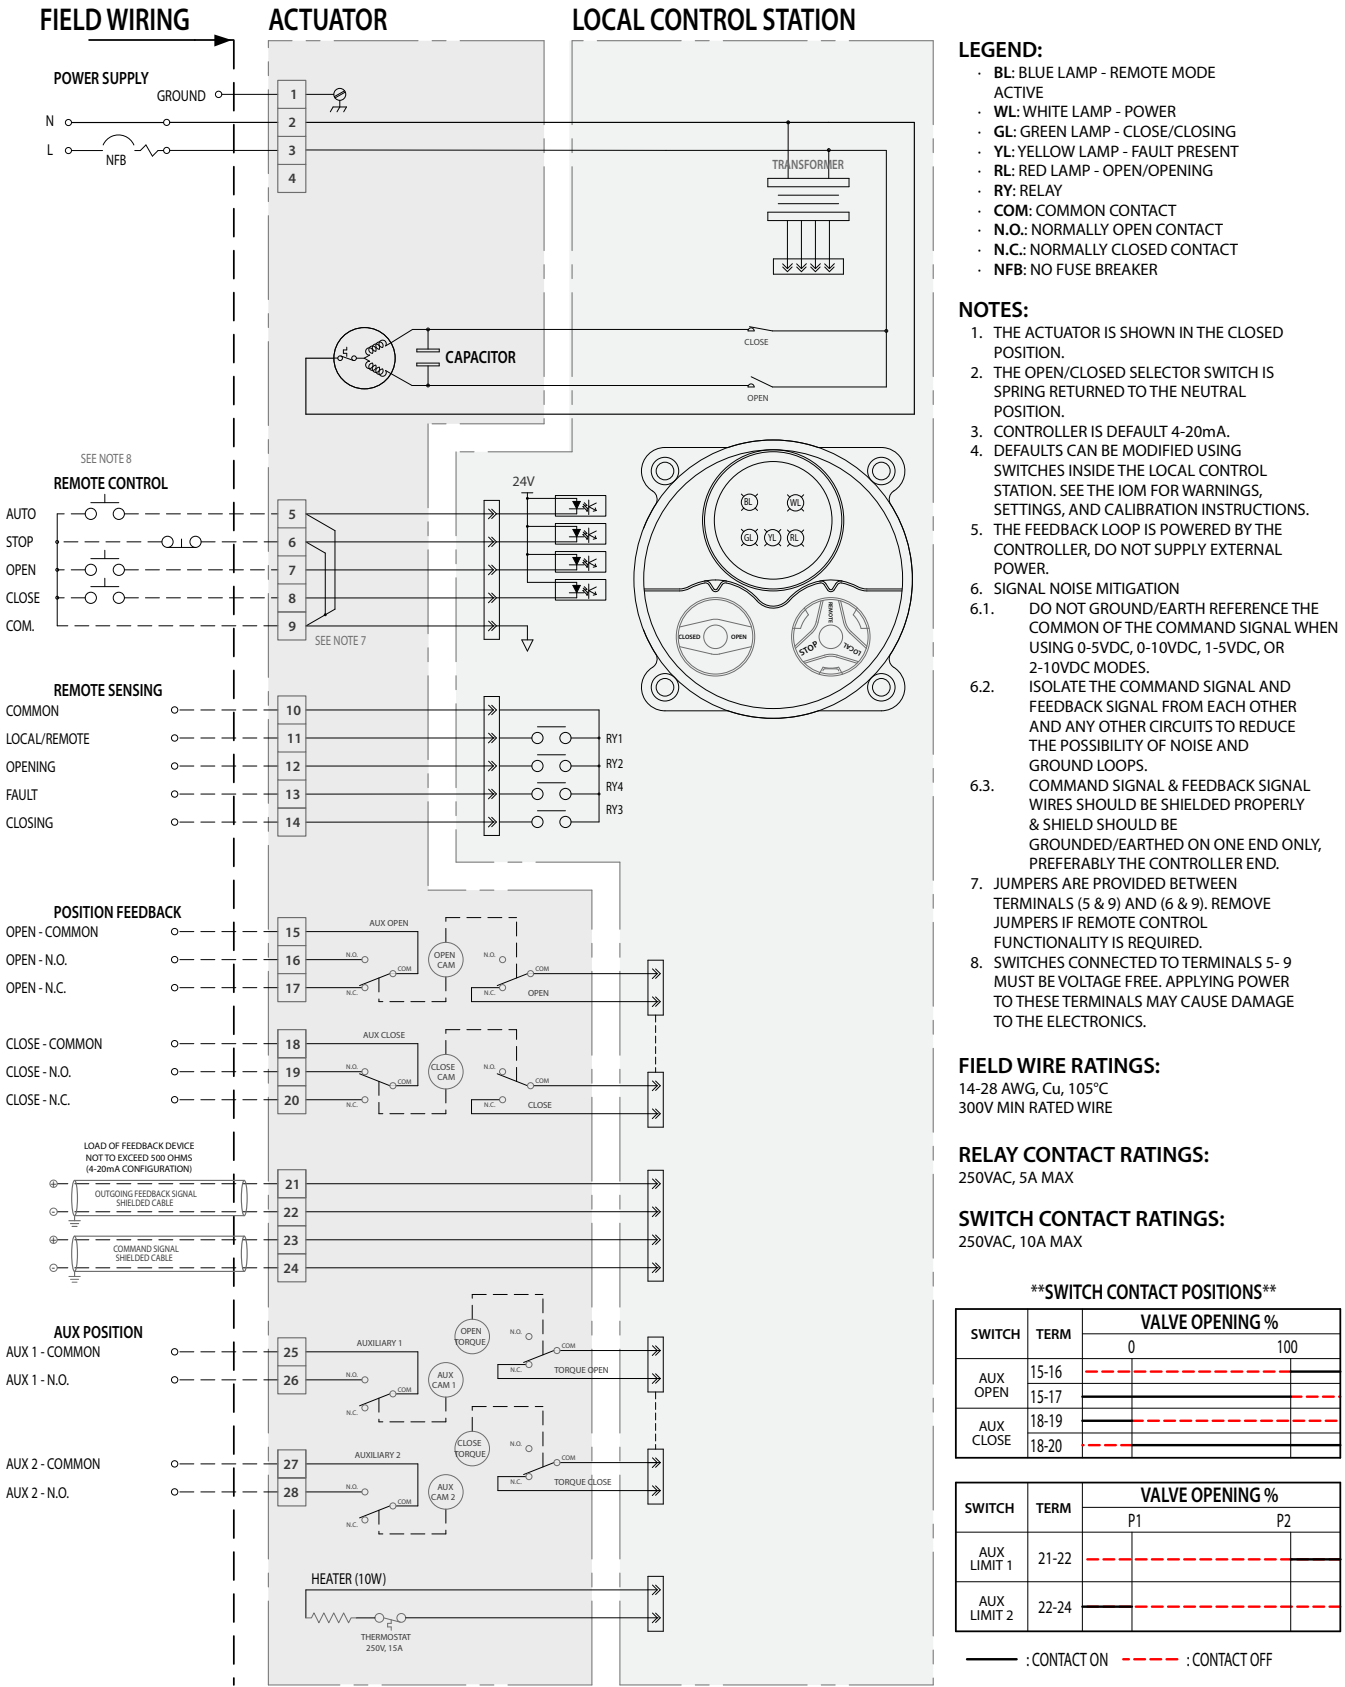 FIELD WIRING
ACTUATOR
LOCAL CONTROL STATION
POWER SUPPLY
GROUND
N
L
NFB
1
2
3
4
TRANSFORMER
CAPACITOR
CLOSE
OPEN
SEE NOTE 8
REMOTE CONTROL
AUTO
STOP
OPEN
CLOSE
COM.
5
6
7
8
9
SEE NOTE 7
24V
BL
WL
GL
YL
RL
CLOSED
OPEN
REMOTE
STOP
LOCAL
REMOTE SENSING
COMMON
LOCAL/REMOTE
OPENING
FAULT
CLOSING
10
11
12
13
14
RY1
RY2
RY4
RY3
POSITION FEEDBACK
OPEN - COMMON
OPEN - N.O.
OPEN - N.C.
15
16
17
AUX OPEN
N.O.
COM
N.C.
OPEN
CAM
N.O.
COM
N.C.
OPEN
CLOSE - COMMON
CLOSE - N.O.
CLOSE - N.C.
18
19
20
AUX CLOSE
N.O.
COM
N.C.
CLOSE
CAM
N.O.
COM
N.C.
CLOSE
LOAD OF FEEDBACK DEVICE
NOT TO EXCEED 500 OHMS
(4-20mA CONFIGURATION)
OUTGOING FEEDBACK SIGNAL
SHIELDED CABLE
COMMAND SIGNAL
SHIELDED CABLE
21
22
23
24
AUX POSITION
AUX 1 - COMMON
AUX 1 - N.O.
25
26
AUXILIARY 1
N.O.
COM
N.C.
AUX
CAM 1
OPEN
TORQUE
N.O.
COM
N.C.
TORQUE OPEN
AUX 2 - COMMON
AUX 2 - N.O.
27
28
AUXILIARY 2
N.O.
COM
N.C.
AUX
CAM 2
CLOSE
TORQUE
N.O.
COM
N.C.
TORQUE CLOSE
HEATER (10W)
THERMOSTAT
250V, 15A
LEGEND:
· BL: BLUE LAMP - REMOTE MODE
ACTIVE
· WL: WHITE LAMP - POWER
· GL: GREEN LAMP - CLOSE/CLOSING
· YL: YELLOW LAMP - FAULT PRESENT
· RL: RED LAMP - OPEN/OPENING
· RY: RELAY
· COM: COMMON CONTACT
· N.O.: NORMALLY OPEN CONTACT
· N.C.: NORMALLY CLOSED CONTACT
· NFB: NO FUSE BREAKER
NOTES:
1. THE ACTUATOR IS SHOWN IN THE CLOSED
POSITION.
2. THE OPEN/CLOSED SELECTOR SWITCH IS
SPRING RETURNED TO THE NEUTRAL
POSITION.
3. CONTROLLER IS DEFAULT 4-20mA.
4. DEFAULTS CAN BE MODIFIED USING
SWITCHES INSIDE THE LOCAL CONTROL
STATION. SEE THE IOM FOR WARNINGS,
SETTINGS, AND CALIBRATION INSTRUCTIONS.
5. THE FEEDBACK LOOP IS POWERED BY THE
CONTROLLER, DO NOT SUPPLY EXTERNAL
POWER.
6. SIGNAL NOISE MITIGATION
6.1. DO NOT GROUND/EARTH REFERENCE THE
COMMON OF THE COMMAND SIGNAL WHEN
USING 0-5VDC, 0-10VDC, 1-5VDC, OR
2-10VDC MODES.
6.2. ISOLATE THE COMMAND SIGNAL AND
FEEDBACK SIGNAL FROM EACH OTHER
AND ANY OTHER CIRCUITS TO REDUCE
THE POSSIBILITY OF NOISE AND
GROUND LOOPS.
6.3. COMMAND SIGNAL & FEEDBACK SIGNAL
WIRES SHOULD BE SHIELDED PROPERLY
& SHIELD SHOULD BE
GROUNDED/EARTHED ON ONE END ONLY,
PREFERABLY THE CONTROLLER END.
7. JUMPERS ARE PROVIDED BETWEEN
TERMINALS (5 & 9) AND (6 & 9). REMOVE
JUMPERS IF REMOTE CONTROL
FUNCTIONALITY IS REQUIRED.
8. SWITCHES CONNECTED TO TERMINALS 5- 9
MUST BE VOLTAGE FREE. APPLYING POWER
TO THESE TERMINALS MAY CAUSE DAMAGE
TO THE ELECTRONICS.
FIELD WIRE RATINGS:
14-28 AWG, Cu, 105°C
300V MIN RATED WIRE
RELAY CONTACT RATINGS:
250VAC, 5A MAX
SWITCH CONTACT RATINGS:
250VAC, 10A MAX
**SWITCH CONTACT POSITIONS**
SWITCH TERM VALVE OPENING %
0 100
AUX
OPEN
15-16
15-17
AUX
CLOSE
18-19
18-20
SWITCH TERM VALVE OPENING %
P1 P2
AUX
LIMIT 1
21-22
AUX
LIMIT 2
22-24
: CONTACT ON : CONTACT OFF